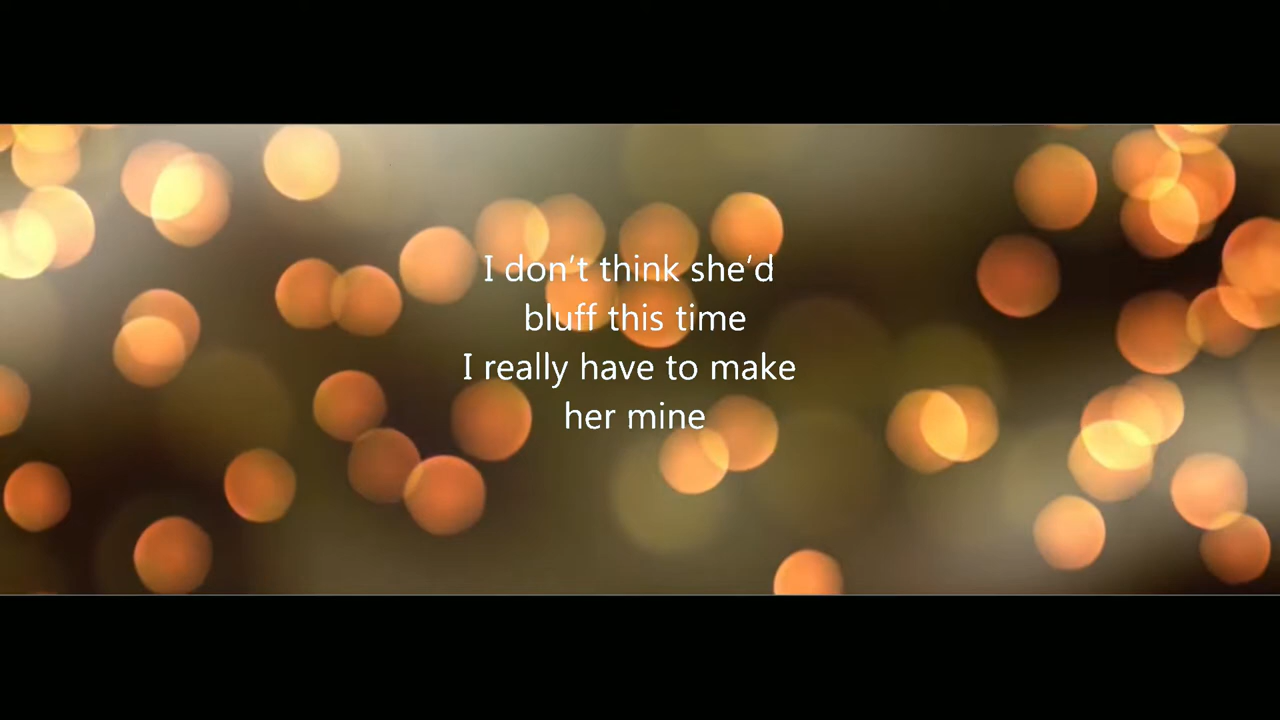 I don't think she'd
bluff this time
I really have to make
her mine